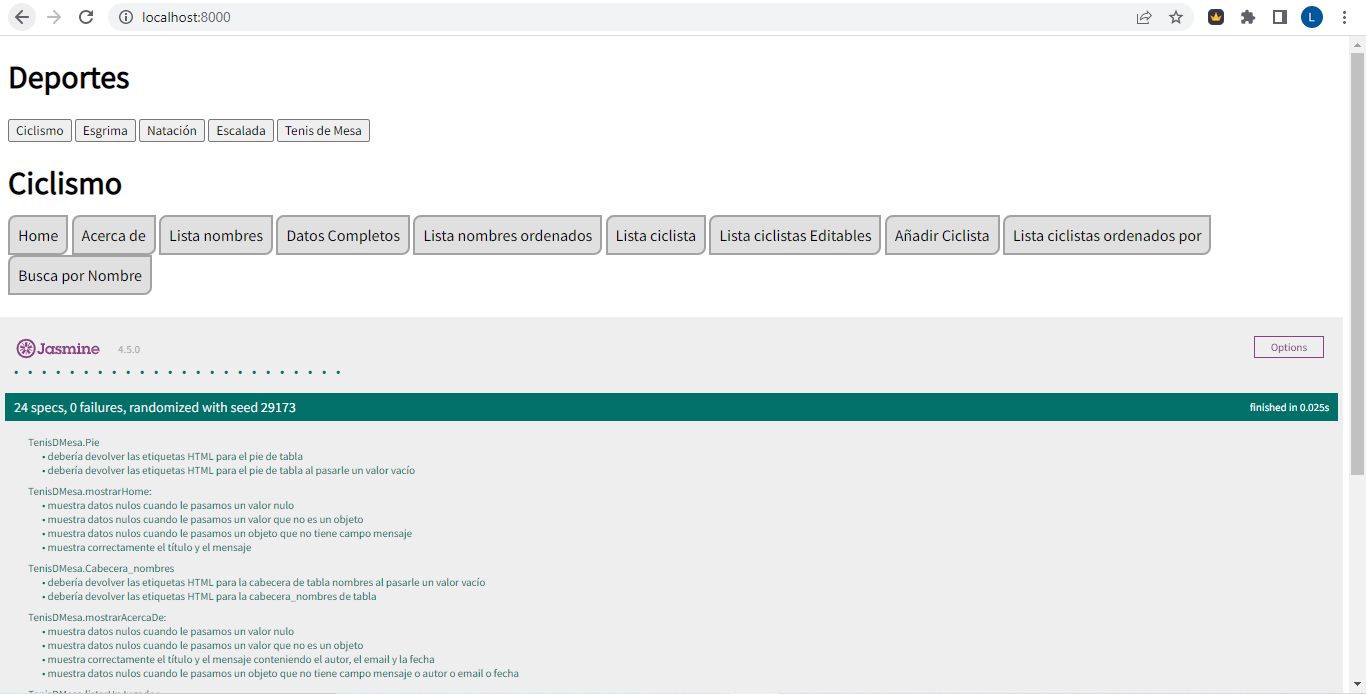 localhost:8000
L
Deportes
Ciclismo Esgrima Natación Escalada Tenis de Mesa
Ciclismo
Home Acerca de Lista nombres Datos Completos Lista nombres ordenados Lista ciclista Lista ciclistas Editables Añadir Ciclista Lista ciclistas ordenados por
Busca por Nombre
Jasmine 4.5.0 Options
24 specs, 0 failures, randomized with seed 29173 finished in 0.025s
TenisDMesa.Pie
• debería devolver las etiquetas HTML para el pie de tabla
• debería devolver las etiquetas HTML para el pie de tabla al pasarle un valor vacío
TenisDMesa.mostrarHome:
• muestra datos nulos cuando le pasamos un valor nulo
• muestra datos nulos cuando le pasamos un valor que no es un objeto
• muestra datos nulos cuando le pasamos un objeto que no tiene campo mensaje
• muestra correctamente el título y el mensaje
TenisDMesa.Cabecera_nombres
• debería devolver las etiquetas HTML para la cabecera de tabla nombres al pasarle un valor vacío
• debería devolver las etiquetas HTML para la cabecera_nombres de tabla
TenisDMesa.mostrarAcercaDe:
• muestra datos nulos cuando le pasamos un valor nulo
• muestra datos nulos cuando le pasamos un valor que no es un objeto
• muestra correctamente el título y el mensaje conteniendo el autor, el email y la fecha
• muestra datos nulos cuando le pasamos un objeto que no tiene campo mensaje o autor o email o fecha